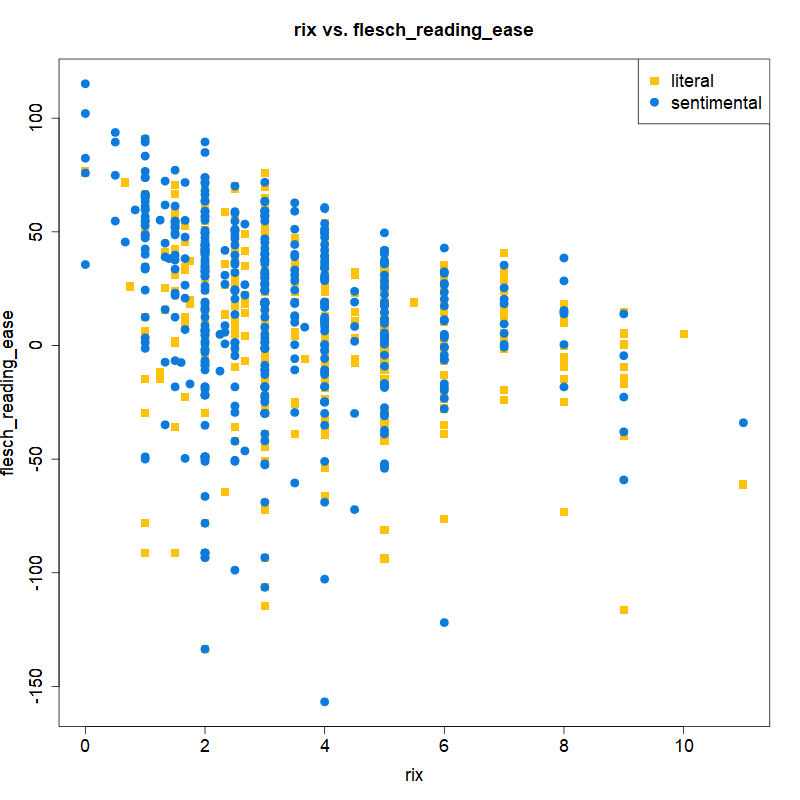 rix vs. flesch_reading_ease
literal
sentimental
flesch_reading_ease
100
50
0
-50
-100
-150
0 2 4 6 8 10
rix